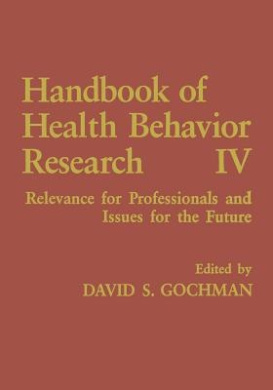 Handbook of
Health Behavior
Research IV
Relevance for Professionals and
Issues for the Future
Edited by
DAVID S. GOCHMAN